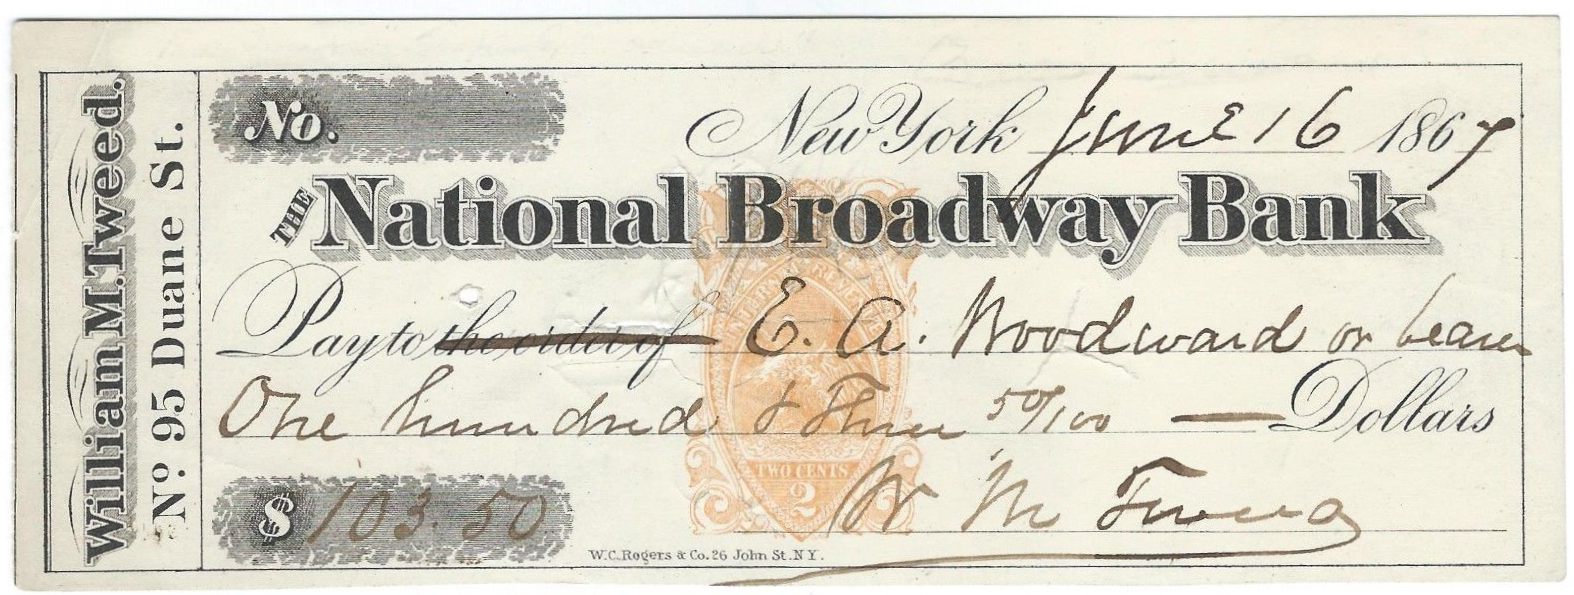 William M. Tweed.
No. 95 Duane St.
No.
New York June 16 1867
THE National Broadway Bank
Pay to the order of E. A. Woodward or bearer
One hundred & Three 50/100 — Dollars
INTERNAL REVENUE
TWO CENTS
2
$ 103.50
W M Tweed
W.C. Rogers & Co. 26 John St. N.Y.